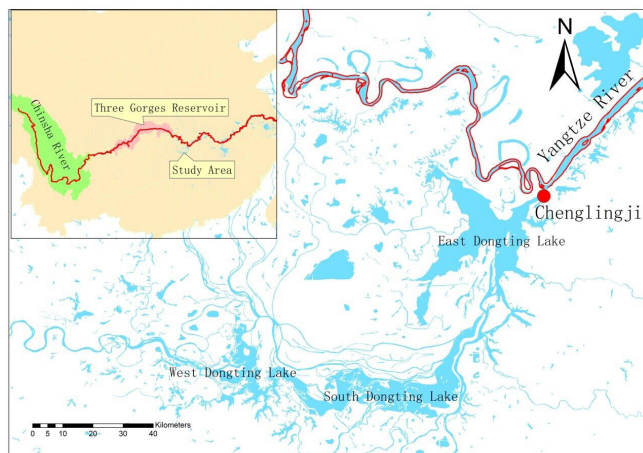 Chinsha River
Three Gorges Reservoir
Study Area
N
Yangtze River
Chenglingji
East Dongting Lake
West Dongting Lake
South Dongting Lake
Kilometers
0 5 10 20 30 40